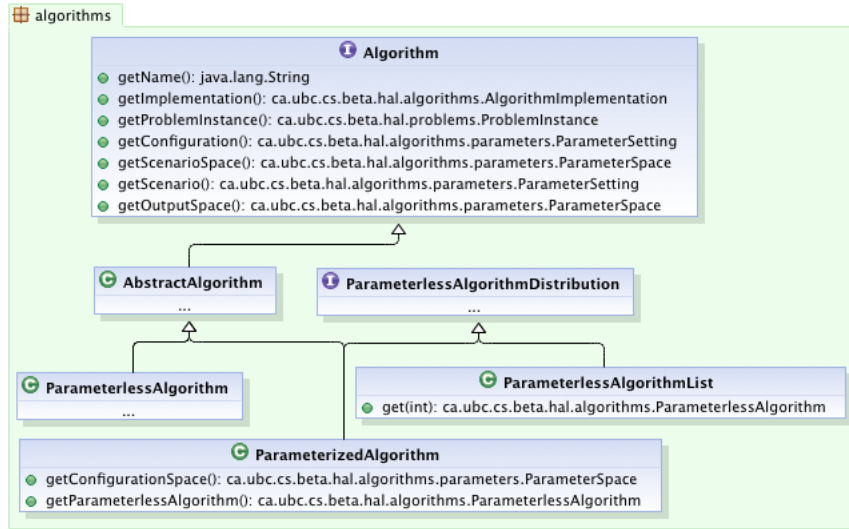 algorithms
I Algorithm
getName(): java.lang.String
getImplementation(): ca.ubc.cs.beta.hal.algorithms.AlgorithmImplementation
getProblemInstance(): ca.ubc.cs.beta.hal.problems.ProblemInstance
getConfiguration(): ca.ubc.cs.beta.hal.algorithms.parameters.ParameterSetting
getScenarioSpace(): ca.ubc.cs.beta.hal.algorithms.parameters.ParameterSpace
getScenario(): ca.ubc.cs.beta.hal.algorithms.parameters.ParameterSetting
getOutputSpace(): ca.ubc.cs.beta.hal.algorithms.parameters.ParameterSpace
C AbstractAlgorithm
...
I ParameterlessAlgorithmDistribution
...
C ParameterlessAlgorithm
...
C ParameterlessAlgorithmList
get(int): ca.ubc.cs.beta.hal.algorithms.ParameterlessAlgorithm
C ParameterizedAlgorithm
getConfigurationSpace(): ca.ubc.cs.beta.hal.algorithms.parameters.ParameterSpace
getParameterlessAlgorithm(): ca.ubc.cs.beta.hal.algorithms.ParameterlessAlgorithm